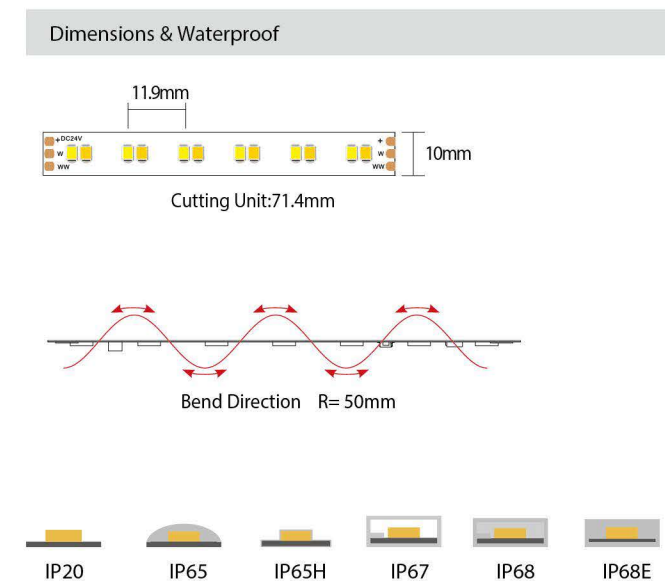 Dimensions & Waterproof
11.9mm
+DC24V +
W W
WW WW
10mm
Cutting Unit:71.4mm
Bend Direction R= 50mm
IP20 IP65 IP65H IP67 IP68 IP68E